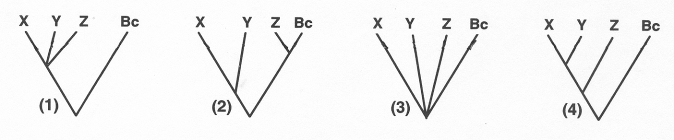 X Y Z Bc X Y Z Bc X Y Z Bc X Y Z Bc
(1) (2) (3) (4)